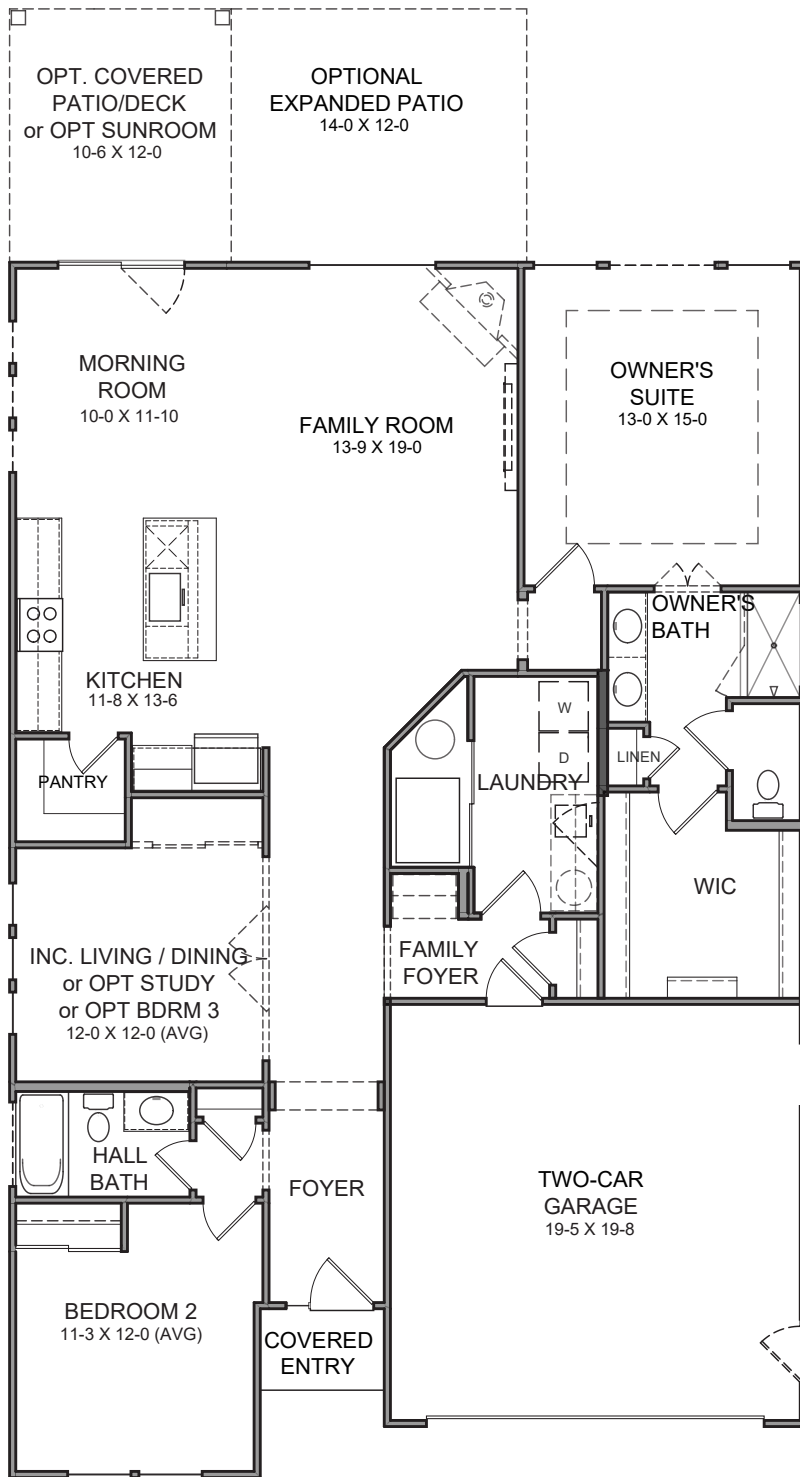 OPT. COVERED
PATIO/DECK
or OPT SUNROOM
10-6 X 12-0
OPTIONAL
EXPANDED PATIO
14-0 X 12-0
MORNING
ROOM
10-0 X 11-10
FAMILY ROOM
13-9 X 19-0
OWNER'S
SUITE
13-0 X 15-0
OWNER'S
BATH
KITCHEN
11-8 X 13-6
W
D
LINEN
PANTRY
LAUNDRY
WIC
INC. LIVING / DINING
or OPT STUDY
or OPT BDRM 3
12-0 X 12-0 (AVG)
FAMILY
FOYER
HALL
BATH
FOYER
TWO-CAR
GARAGE
19-5 X 19-8
BEDROOM 2
11-3 X 12-0 (AVG)
COVERED
ENTRY